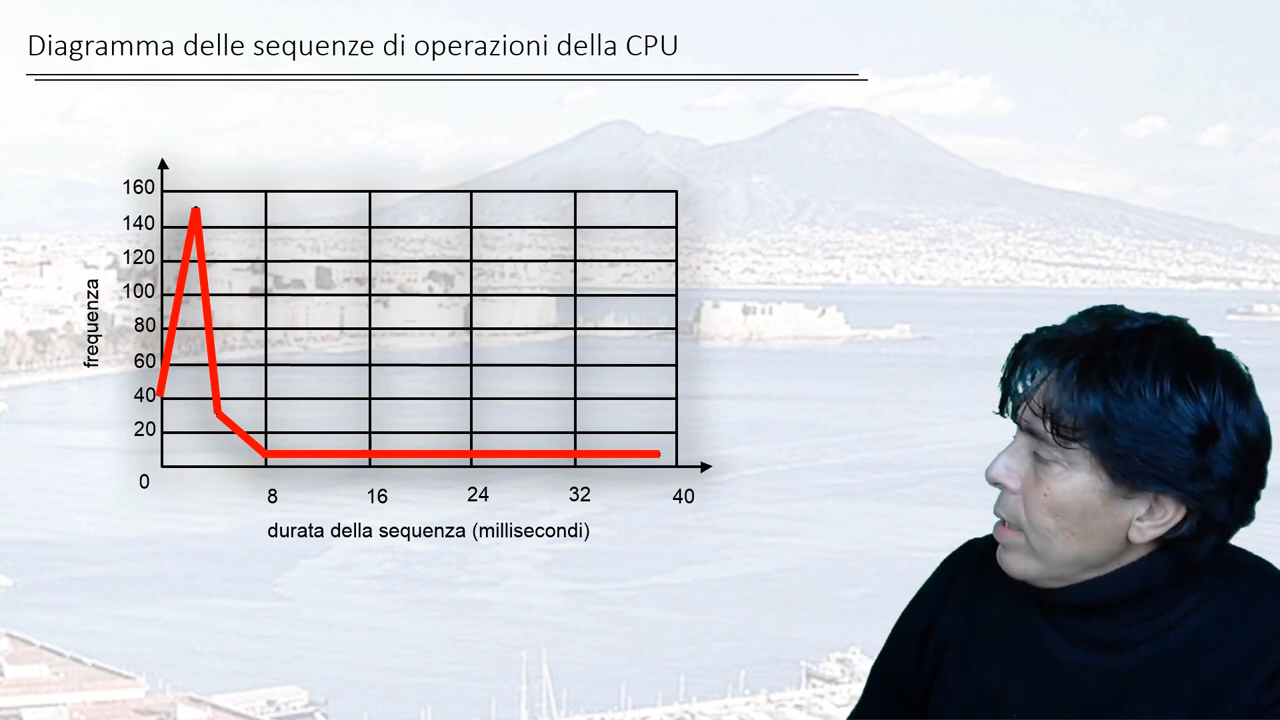 Diagramma delle sequenze di operazioni della CPU
160
140
120
100
80
60
40
20
0
frequenza
8 16 24 32 40
durata della sequenza (millisecondi)